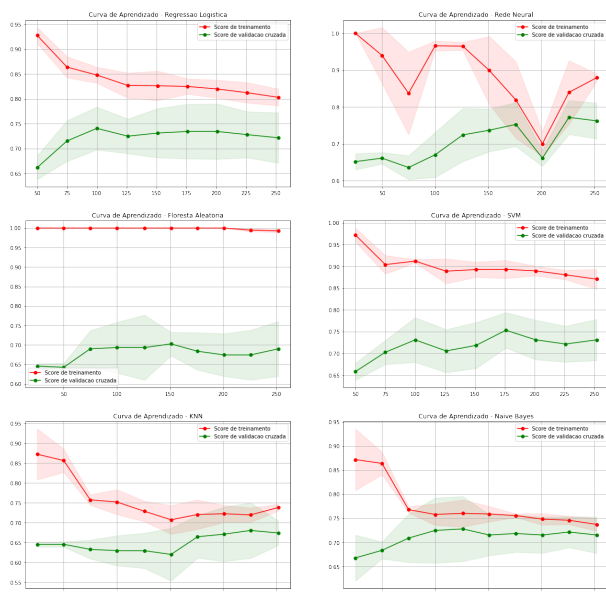 Curva de Aprendizado - Regressao Logistica
0.95
0.90
0.85
0.80
0.75
0.70
0.65
Score de treinamento
Score de validacao cruzada
50 75 100 125 150 175 200 225 250
Curva de Aprendizado - Rede Neural
1.0
0.9
0.8
0.7
0.6
Score de treinamento
Score de validacao cruzada
50 100 150 200 250
Curva de Aprendizado - Floresta Aleatoria
1.00
0.95
0.90
0.85
0.80
0.75
0.70
0.65
0.60
Score de treinamento
Score de validacao cruzada
50 100 150 200 250
Curva de Aprendizado - SVM
1.00
0.95
0.90
0.85
0.80
0.75
0.70
0.65
Score de treinamento
Score de validacao cruzada
50 75 100 125 150 175 200 225 250
Curva de Aprendizado - KNN
0.95
0.90
0.85
0.80
0.75
0.70
0.65
0.60
0.55
Score de treinamento
Score de validacao cruzada
Curva de Aprendizado - Naive Bayes
0.95
0.90
0.85
0.80
0.75
0.70
0.65
Score de treinamento
Score de validacao cruzada